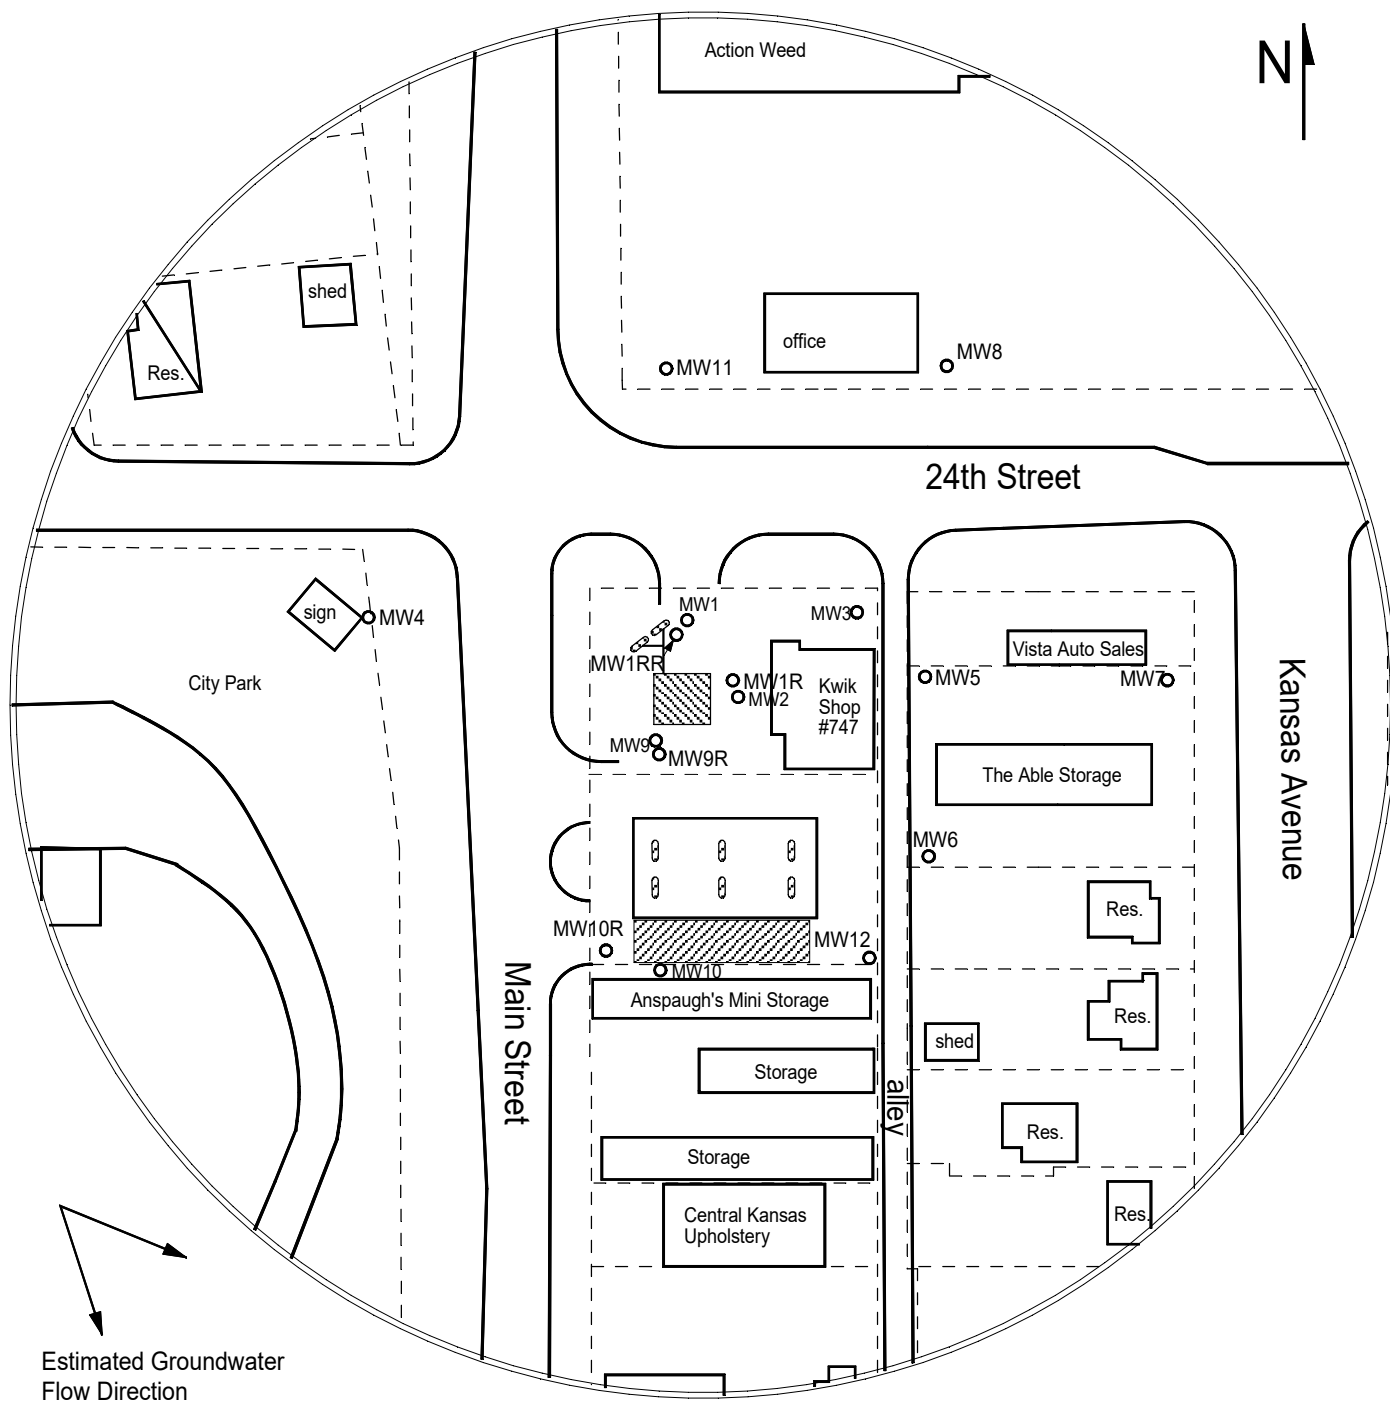 Action Weed
N
shed
Res.
office
MW11
MW8
24th Street
sign
MW4
MW1
MW3
MW1RR
Vista Auto Sales
City Park
MW1R
MW2
Kwik
Shop
#747
MW5
MW7
Kansas Avenue
MW9
MW9R
The Able Storage
MW6
Res.
MW10R
MW12
MW10
Main Street
Anspaugh's Mini Storage
Res.
shed
Storage
alley
Res.
Storage
Central Kansas
Upholstery
Res.
Estimated Groundwater
Flow Direction